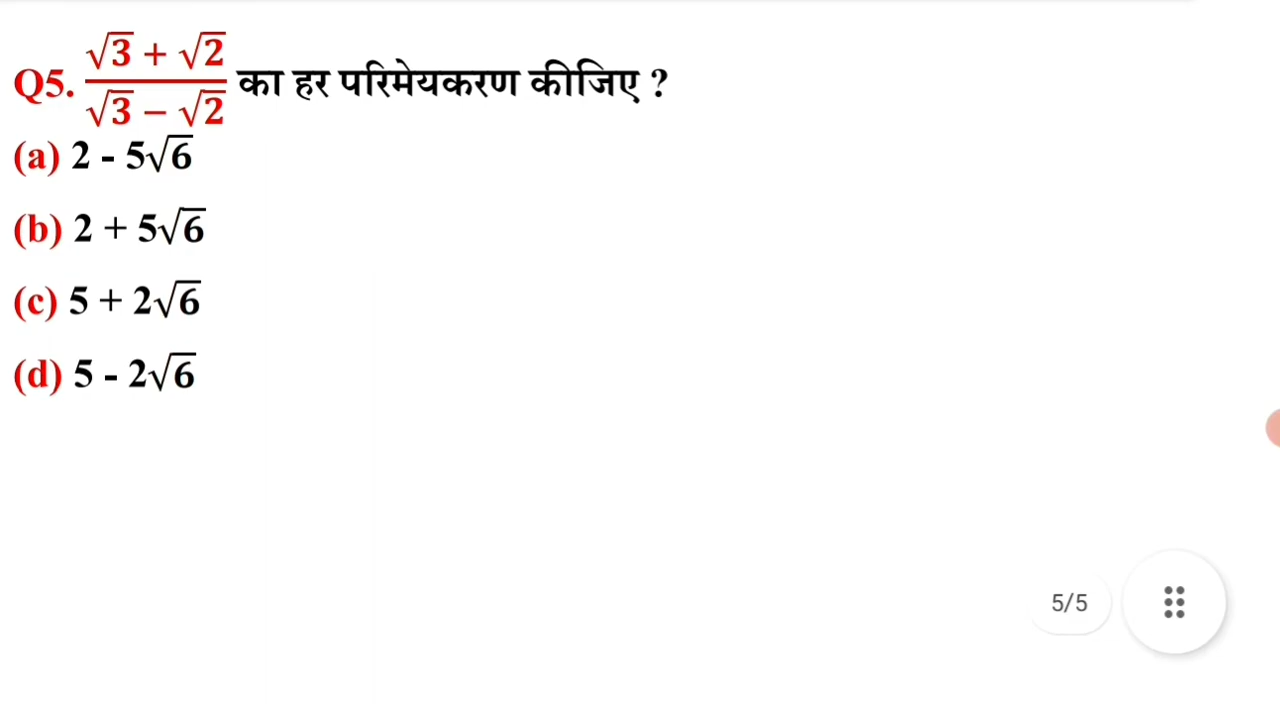 Q5. (√3 + √2)/(√3 − √2) का हर परिमेयकरण कीजिए ?
(a) 2 - 5√6
(b) 2 + 5√6
(c) 5 + 2√6
(d) 5 - 2√6
5/5